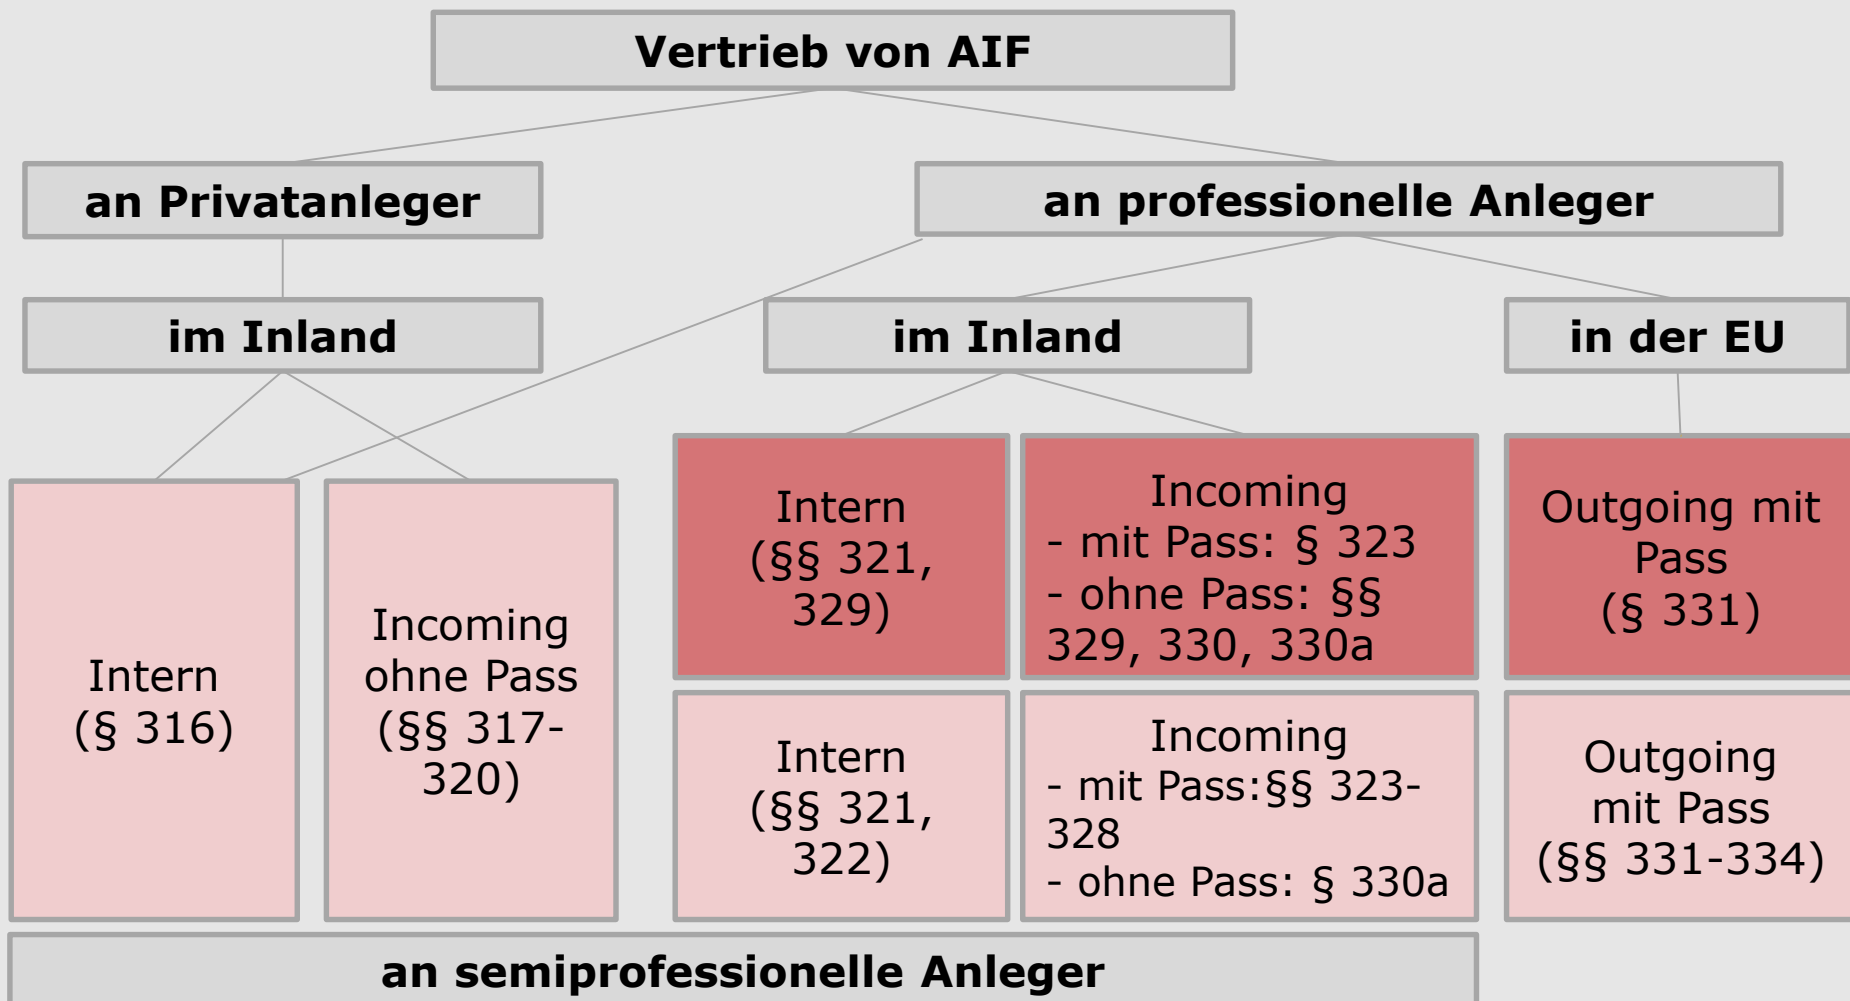 Vertrieb von AIF
an Privatanleger
an professionelle Anleger
im Inland
im Inland
in der EU
Intern
(§ 316)
Incoming
ohne Pass
(§§ 317-
320)
Intern
(§§ 321,
329)
Incoming
- mit Pass: § 323
- ohne Pass: §§
329, 330, 330a
Outgoing mit
Pass
(§ 331)
Intern
(§§ 321,
322)
Incoming
- mit Pass:§§ 323-
328
- ohne Pass: § 330a
Outgoing
mit Pass
(§§ 331-334)
an semiprofessionelle Anleger